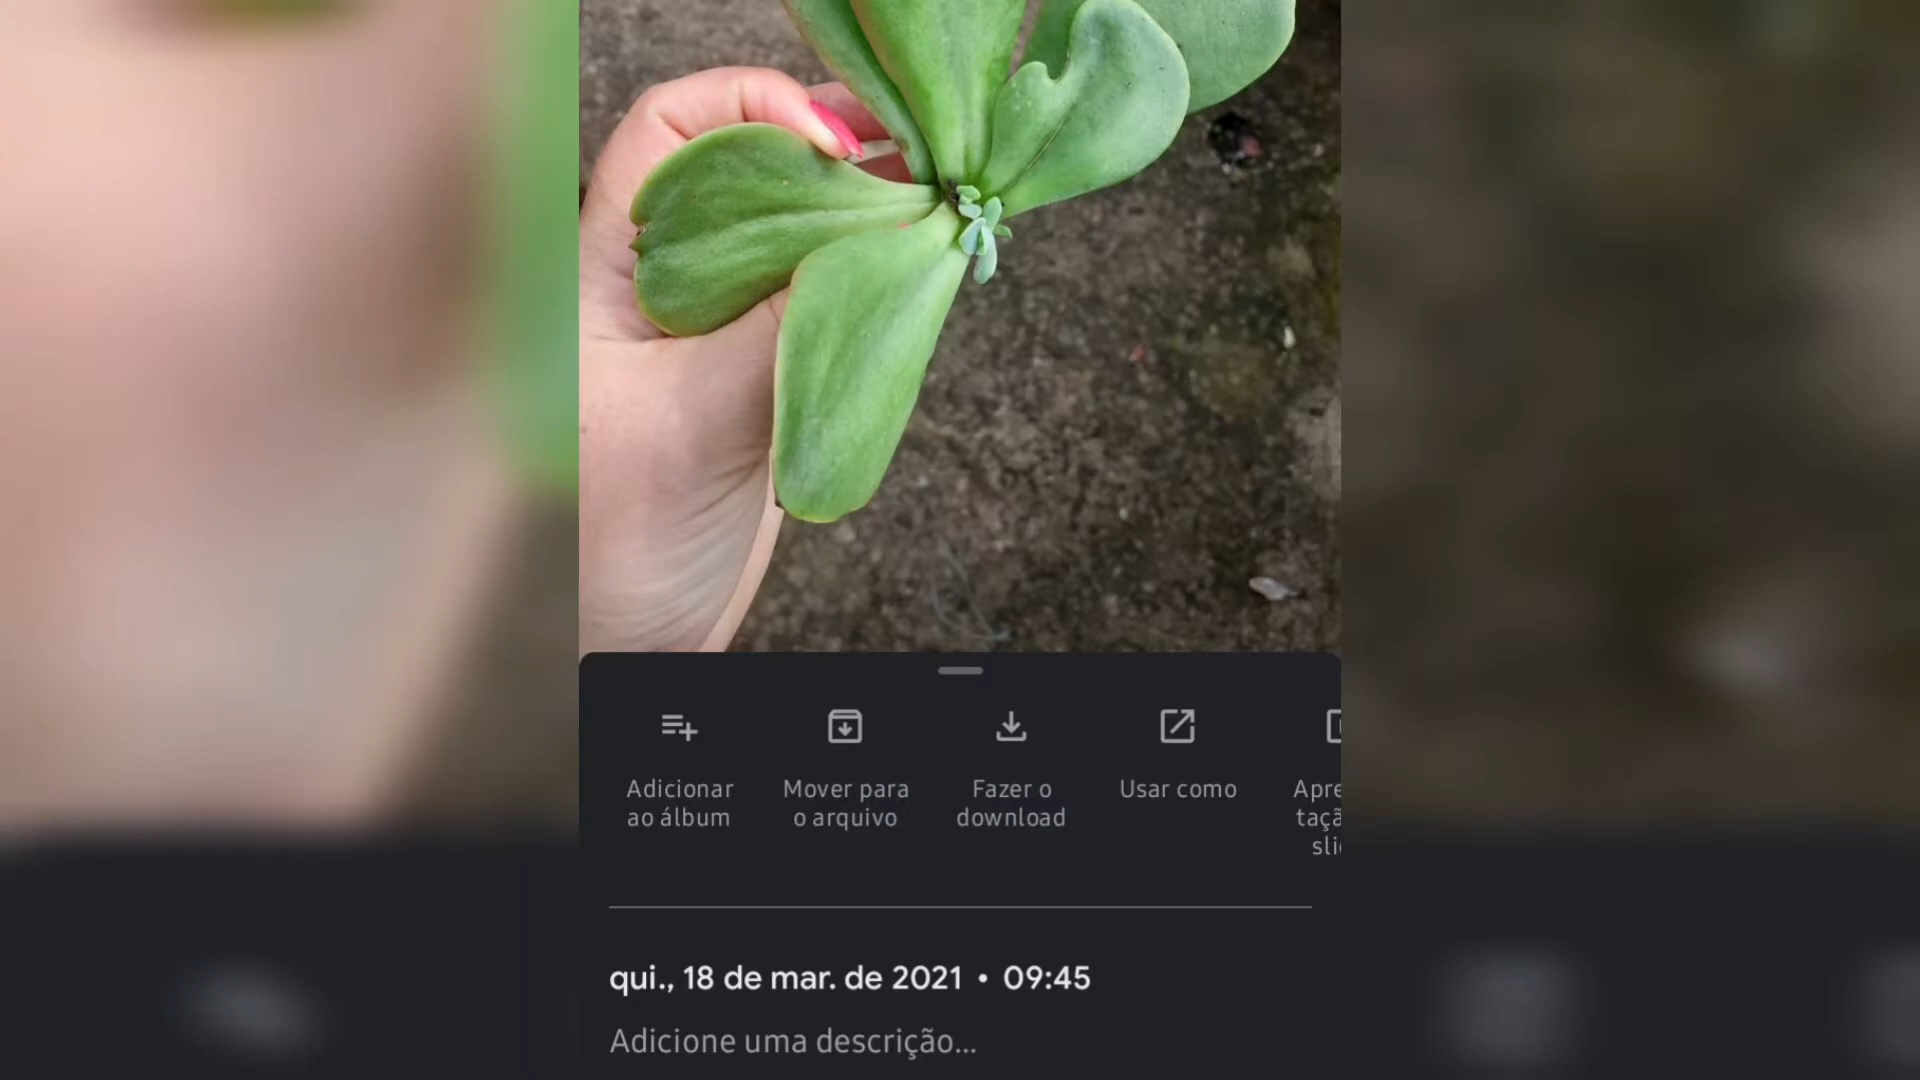 Adicionar
ao álbum
Mover para
o arquivo
Fazer o
download
Usar como
qui., 18 de mar. de 2021 • 09:45
Adicione uma descrição...